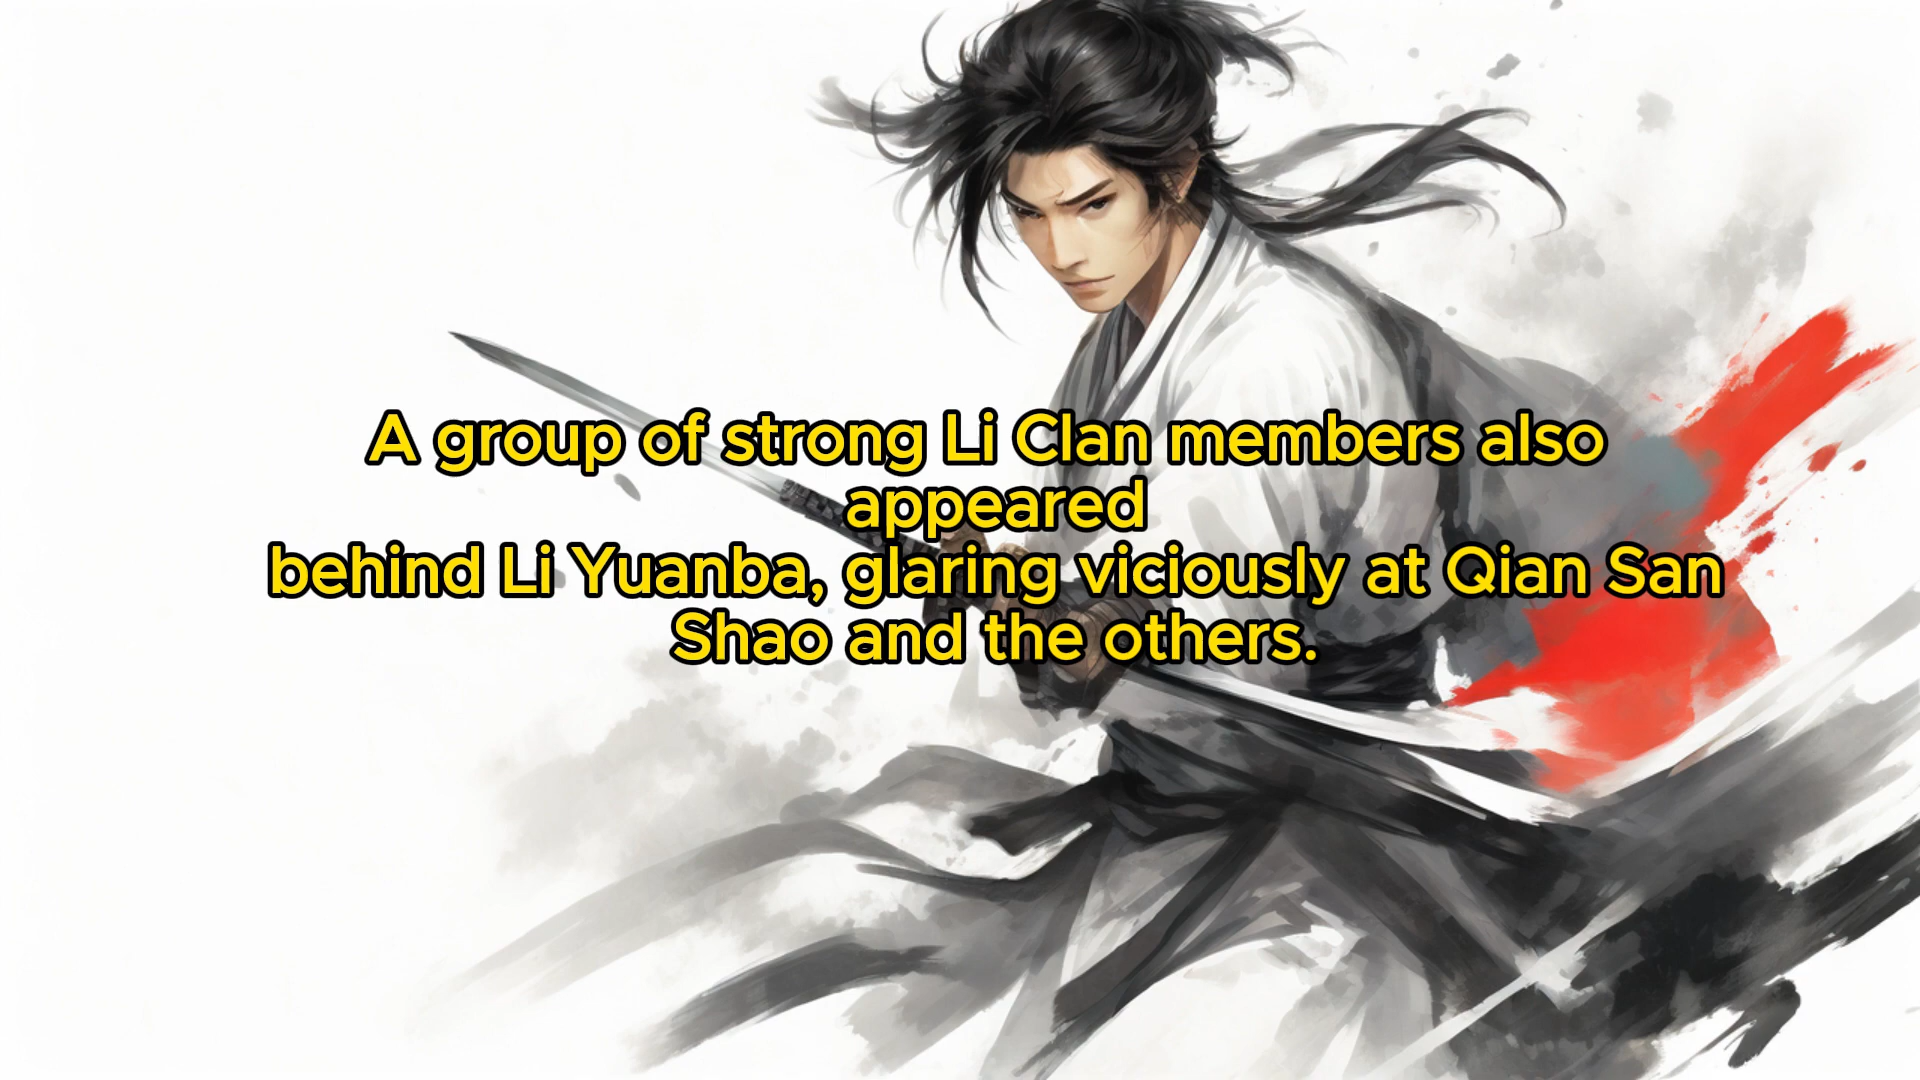 A group of strong Li Clan members also
appeared
behind Li Yuanba, glaring viciously at Qian San
Shao and the others.